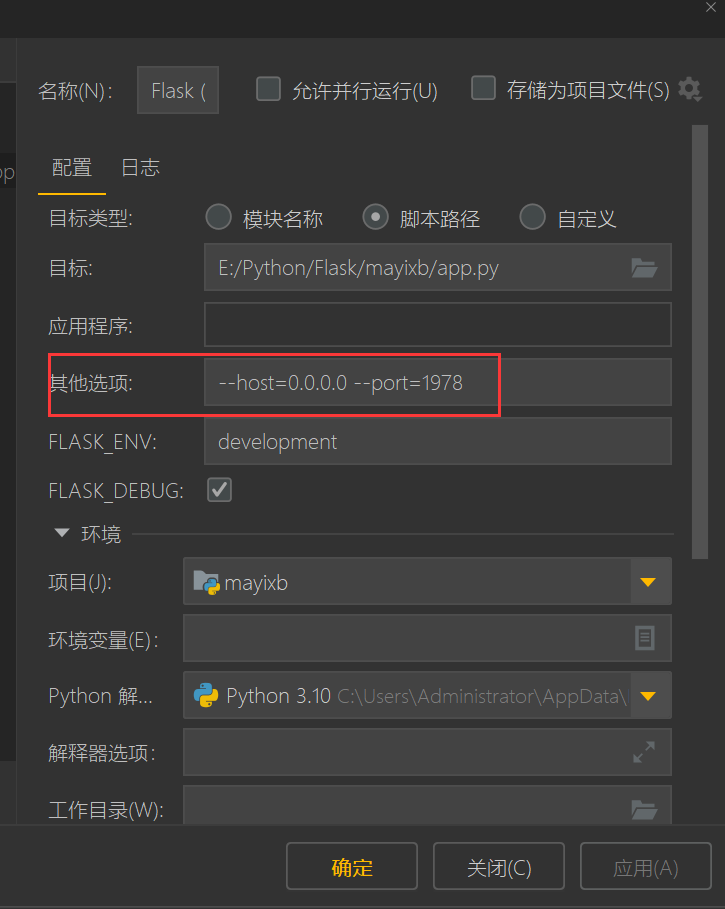 名称(N)： Flask ( 允许并行运行(U) 存储为项目文件(S)
pp 配置 日志
目标类型: 模块名称 脚本路径 自定义
目标: E:/Python/Flask/mayixb/app.py
应用程序:
其他选项: --host=0.0.0.0 --port=1978
FLASK_ENV: development
FLASK_DEBUG:
环境
项目(J): mayixb
环境变量(E)：
Python 解... Python 3.10 C:\Users\Administrator\AppData\
解释器选项：
工作目录(W):
确定 关闭(C) 应用(A)